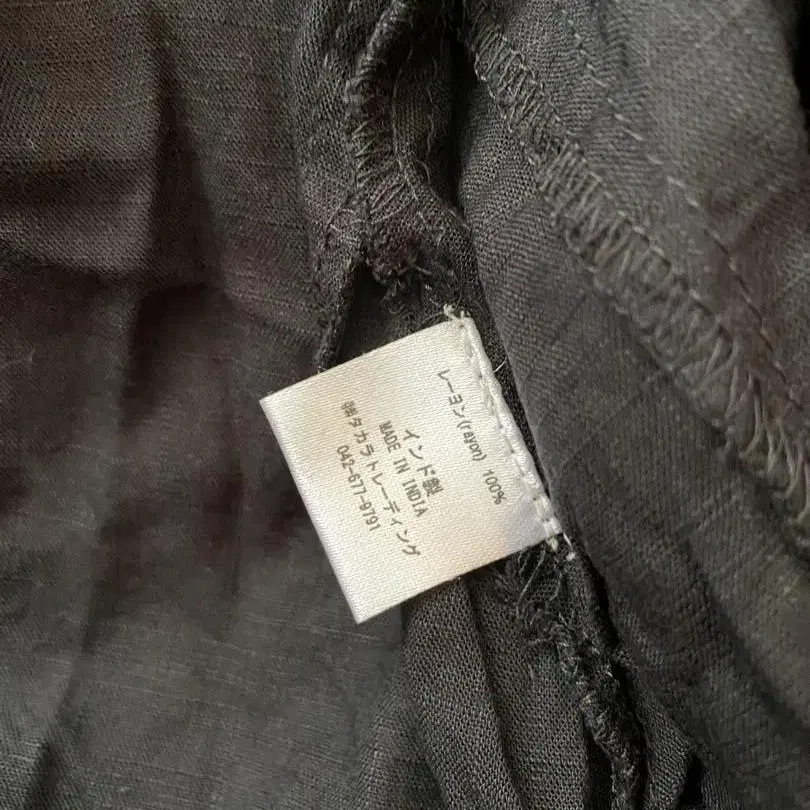 レーヨン(rayon) 100%
インド製
MADE IN INDIA
㈱タカラトレーディング
042-677-9791